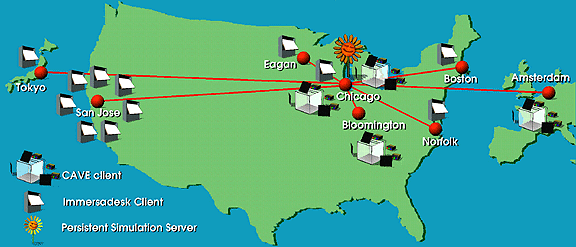 Eagan
Boston
Amsterdam
Tokyo
Chicago
San Jose
Bloomington
Norfolk
CAVE client
Immersadesk Client
Persistent Simulation Server